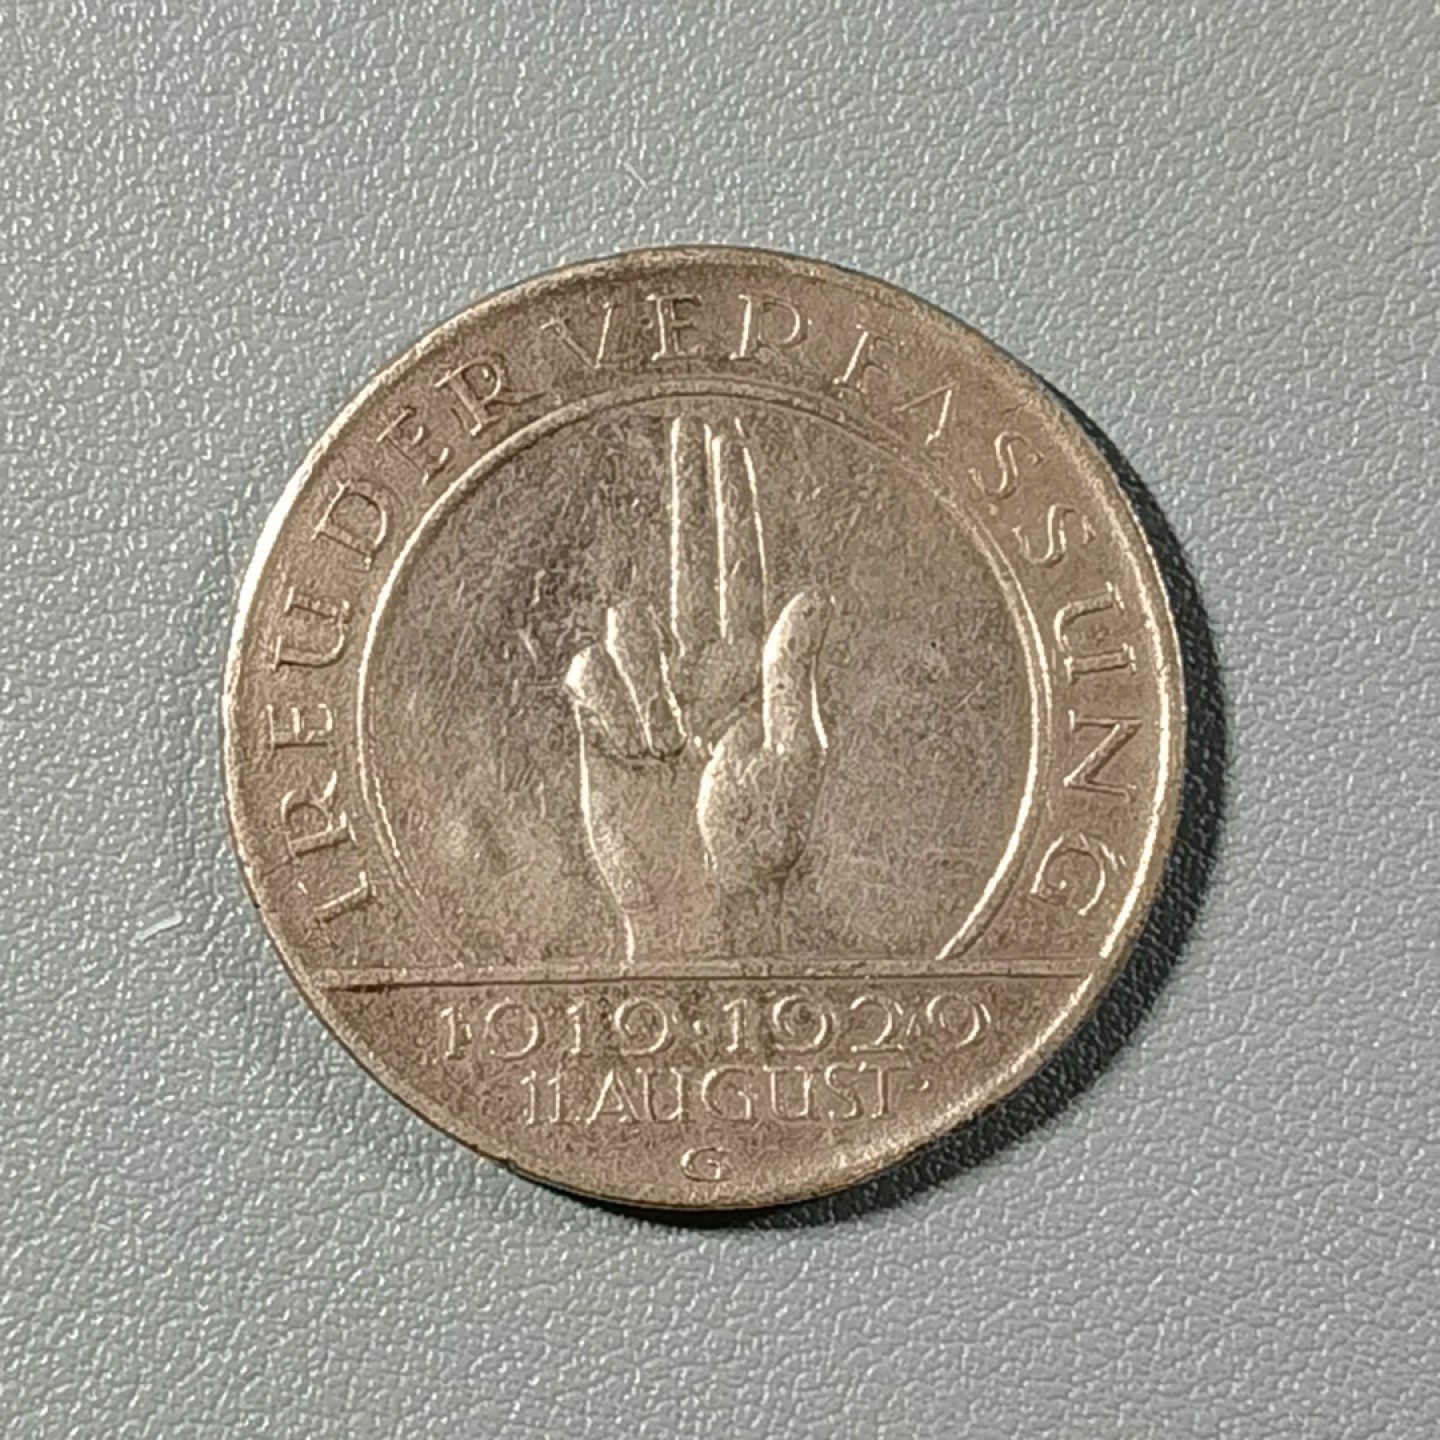 TREU DER VERFASSUNG
1919·1929
11. AUGUST
G